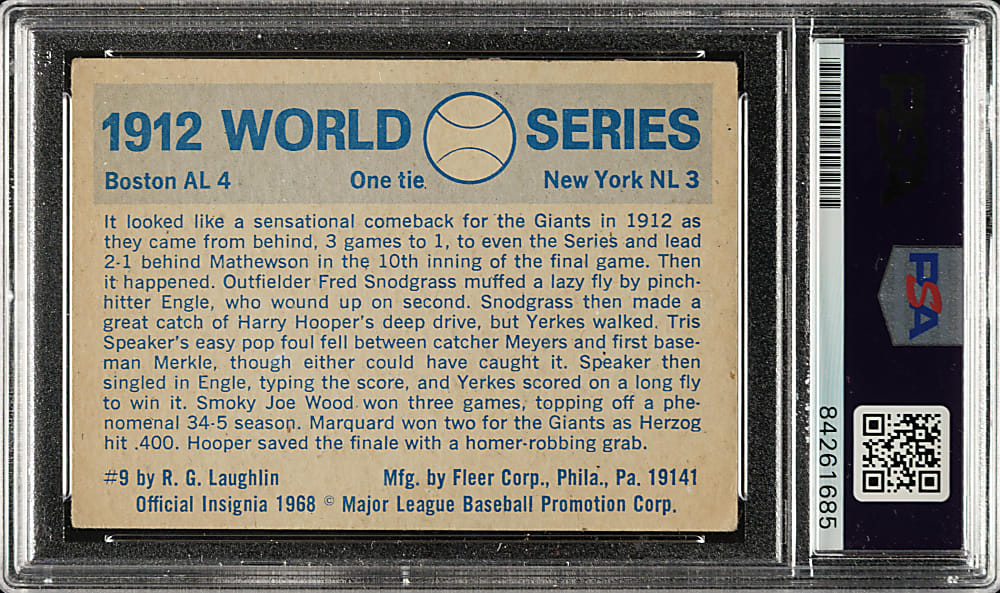 1912 WORLD SERIES
Boston AL 4 One tie New York NL 3
It looked like a sensational comeback for the Giants in 1912 as
they came from behind, 3 games to 1, to even the Series and lead
2-1 behind Mathewson in the 10th inning of the final game. Then
it happened. Outfielder Fred Snodgrass muffed a lazy fly by pinch-
hitter Engle, who wound up on second. Snodgrass then made a
great catch of Harry Hooper's deep drive, but Yerkes walked. Tris
Speaker's easy pop foul fell between catcher Meyers and first base-
man Merkle, though either could have caught it. Speaker then
singled in Engle, typing the score, and Yerkes scored on a long fly
to win it. Smoky Joe Wood won three games, topping off a phe-
nomenal 34-5 season. Marquard won two for the Giants as Herzog
hit .400. Hooper saved the finale with a homer-robbing grab.
#9 by R. G. Laughlin Mfg. by Fleer Corp., Phila., Pa. 19141
Official Insignia 1968 © Major League Baseball Promotion Corp.
PSA
PSA
84261685